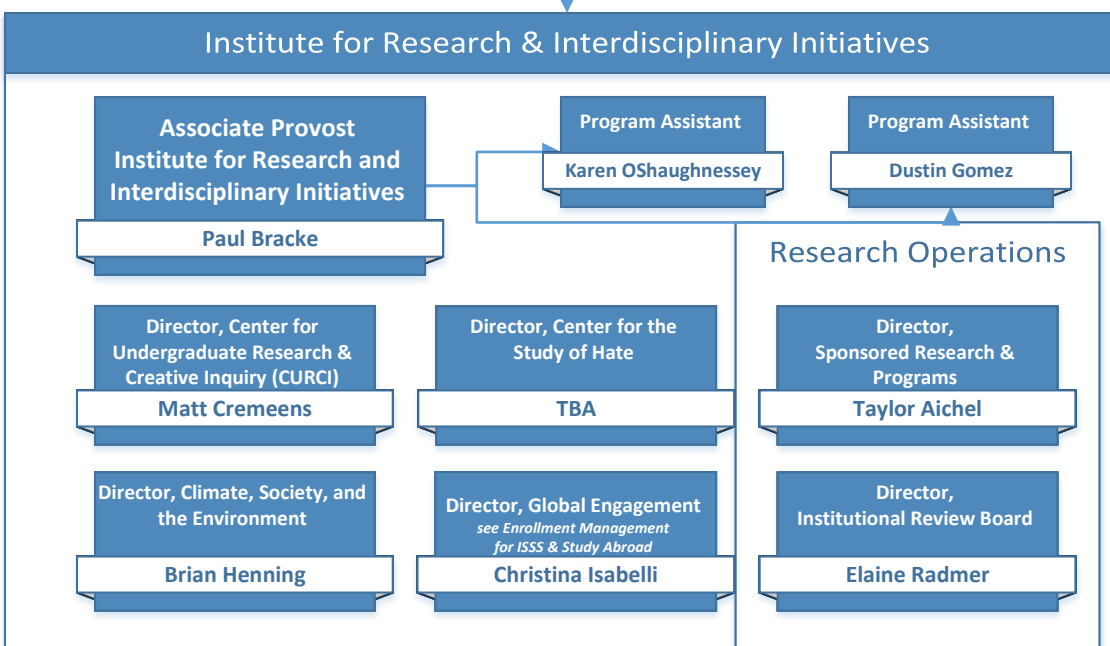 Institute for Research & Interdisciplinary Initiatives
Associate Provost
Institute for Research and
Interdisciplinary Initiatives
Paul Bracke
Program Assistant
Karen OShaughnessey
Program Assistant
Dustin Gomez
Research Operations
Director, Center for
Undergraduate Research &
Creative Inquiry (CURCI)
Matt Cremeens
Director, Center for the
Study of Hate
TBA
Director,
Sponsored Research &
Programs
Taylor Aichel
Director, Climate, Society, and
the Environment
Brian Henning
Director, Global Engagement
see Enrollment Management
for ISSS & Study Abroad
Christina Isabelli
Director,
Institutional Review Board
Elaine Radmer